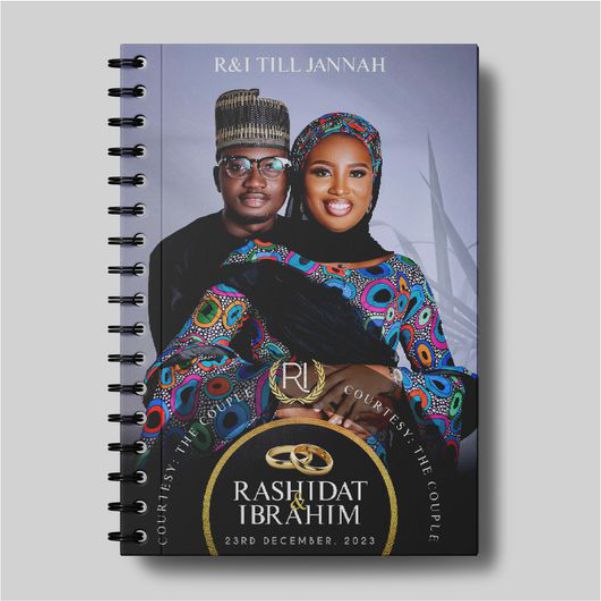 R&I TILL JANNAH
RI
COURTESY: THE COUPLE
COURTESY: THE COUPLE
RASHIDAT
&
IBRAHIM
23RD DECEMBER, 2023